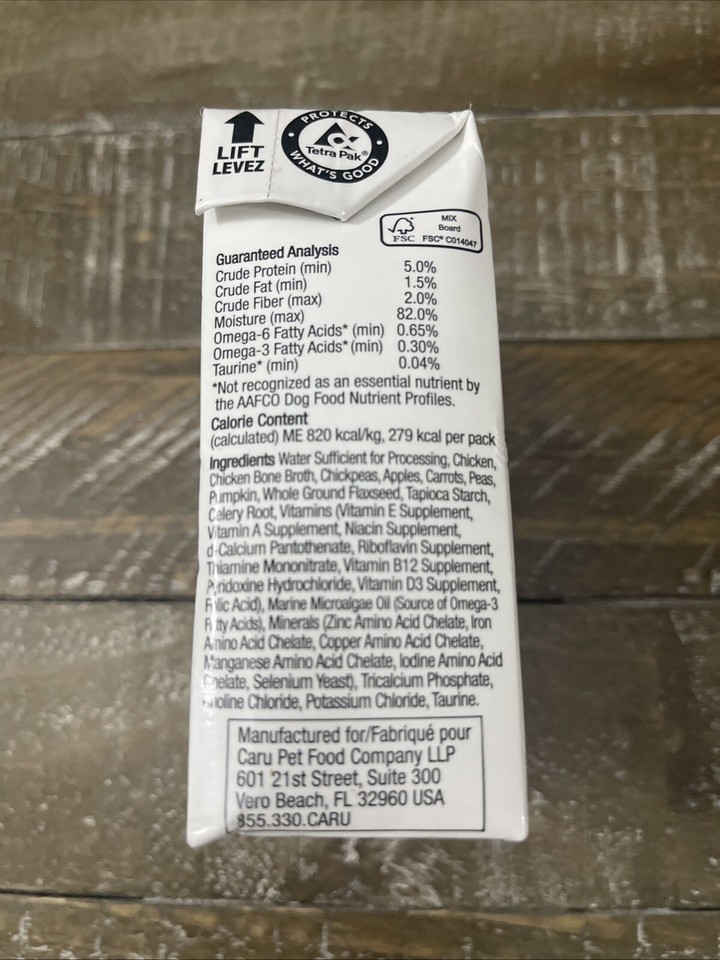 LIFT
LEVEZ
PROTECTS
Tetra Pak®
WHAT'S GOOD
FSC
MIX
Board
FSC® C014047
Guaranteed Analysis
Crude Protein (min) 5.0%
Crude Fat (min) 1.5%
Crude Fiber (max) 2.0%
Moisture (max) 82.0%
Omega-6 Fatty Acids* (min) 0.65%
Omega-3 Fatty Acids* (min) 0.30%
Taurine* (min) 0.04%
*Not recognized as an essential nutrient by
the AAFCO Dog Food Nutrient Profiles.
Calorie Content
(calculated) ME 820 kcal/kg, 279 kcal per pack
Ingredients Water Sufficient for Processing, Chicken,
Chicken Bone Broth, Chickpeas, Apples, Carrots, Peas,
Pumpkin, Whole Ground Flaxseed, Tapioca Starch,
Celery Root, Vitamins (Vitamin E Supplement,
Vitamin A Supplement, Niacin Supplement,
d-Calcium Pantothenate, Riboflavin Supplement,
Thiamine Mononitrate, Vitamin B12 Supplement,
Pyridoxine Hydrochloride, Vitamin D3 Supplement,
Folic Acid), Marine Microalgae Oil (Source of Omega-3
Fatty Acids), Minerals (Zinc Amino Acid Chelate, Iron
Amino Acid Chelate, Copper Amino Acid Chelate,
Manganese Amino Acid Chelate, Iodine Amino Acid
Chelate, Selenium Yeast), Tricalcium Phosphate,
Choline Chloride, Potassium Chloride, Taurine.
Manufactured for/Fabriqué pour
Caru Pet Food Company LLP
601 21st Street, Suite 300
Vero Beach, FL 32960 USA
855.330.CARU